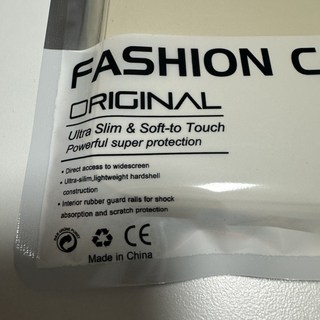 FASHION C
ORIGINAL
Ultra Slim & Soft-to Touch
Powerful super protection
• Direct access to widescreen
• Ultra-silim,lightweight hardshell
construction
• Interior rubber guard rails for shock
absorption and scratch protection
CE
Made in China